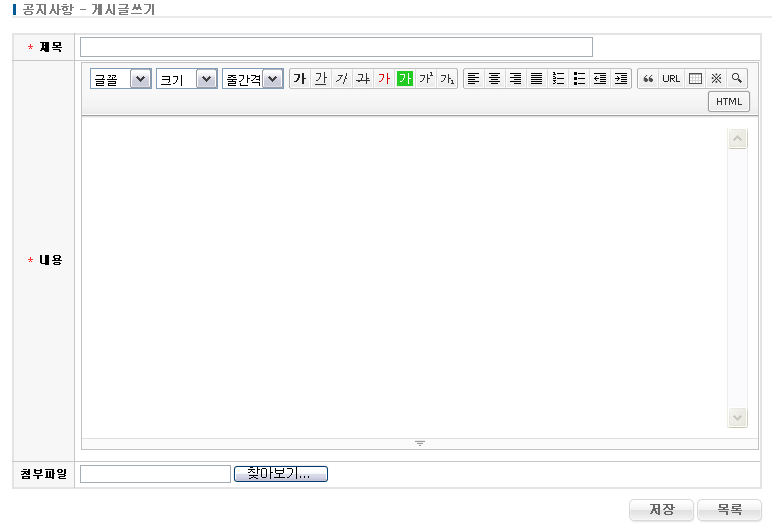 공지사항 - 게시글쓰기
* 제목
글꼴 크기 줄간격 가 가 가 가 가 가 가² 가₂ URL ※
HTML
* 내용
첨부파일 찾아보기...
저장 목록